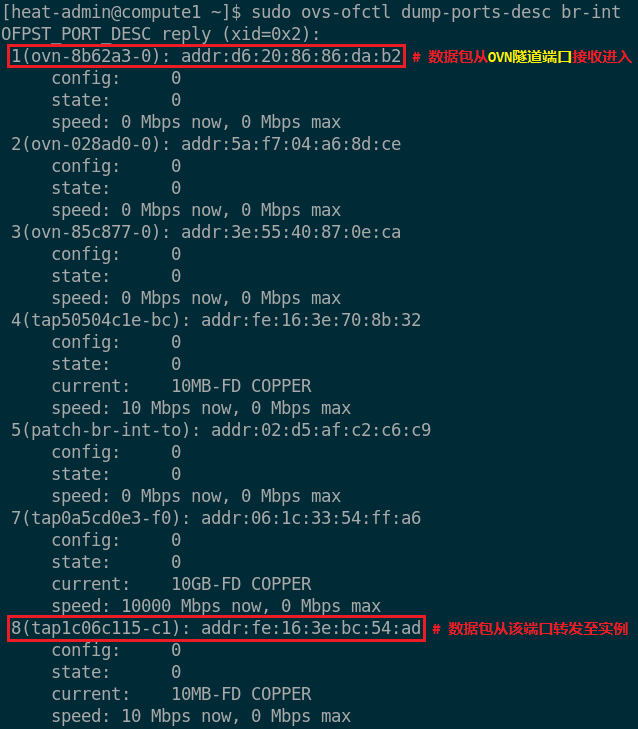 [heat-admin@compute1 ~]$ sudo ovs-ofctl dump-ports-desc br-int
OFPST_PORT_DESC reply (xid=0x2):
1(ovn-8b62a3-0): addr:d6:20:86:86:da:b2 # 数据包从OVN隧道端口接收进入
config: 0
state: 0
speed: 0 Mbps now, 0 Mbps max
2(ovn-028ad0-0): addr:5a:f7:04:a6:8d:ce
config: 0
state: 0
speed: 0 Mbps now, 0 Mbps max
3(ovn-85c877-0): addr:3e:55:40:87:0e:ca
config: 0
state: 0
speed: 0 Mbps now, 0 Mbps max
4(tap50504c1e-bc): addr:fe:16:3e:70:8b:32
config: 0
state: 0
current: 10MB-FD COPPER
speed: 10 Mbps now, 0 Mbps max
5(patch-br-int-to): addr:02:d5:af:c2:c6:c9
config: 0
state: 0
speed: 0 Mbps now, 0 Mbps max
7(tap0a5cd0e3-f0): addr:06:1c:33:54:ff:a6
config: 0
state: 0
current: 10GB-FD COPPER
speed: 10000 Mbps now, 0 Mbps max
8(tap1c06c115-c1): addr:fe:16:3e:bc:54:ad # 数据包从该端口转发至实例
config: 0
state: 0
current: 10MB-FD COPPER
speed: 10 Mbps now, 0 Mbps max